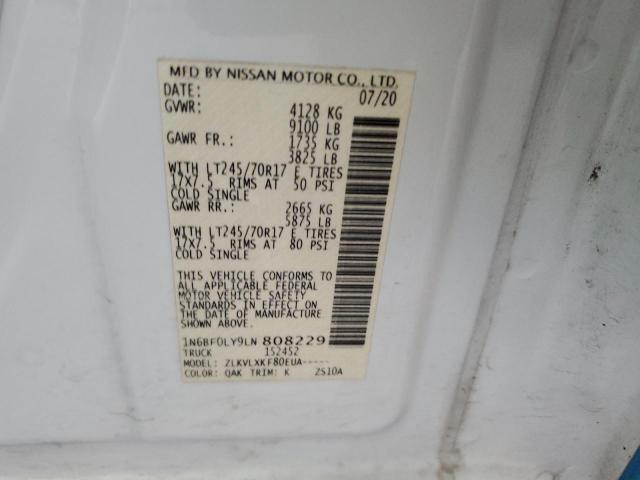 MFD BY NISSAN MOTOR CO., LTD.
DATE: 07/20
GVWR: 4128 KG
9100 LB
GAWR FR.: 1735 KG
3825 LB
WITH LT245/70R17 E TIRES
17X7.5 RIMS AT 50 PSI
COLD SINGLE
GAWR RR.: 2665 KG
5875 LB
WITH LT245/70R17 E TIRES
17X7.5 RIMS AT 80 PSI
COLD SINGLE
THIS VEHICLE CONFORMS TO
ALL APPLICABLE FEDERAL
MOTOR VEHICLE SAFETY
STANDARDS IN EFFECT ON
THE DATE OF MANUFACTURE
SHOWN ABOVE.
1N6BF0LY9LN 808229
TRUCK 152452
MODEL: ZLKVLXKF80EUA-----
COLOR: QAK TRIM: K ZS10A